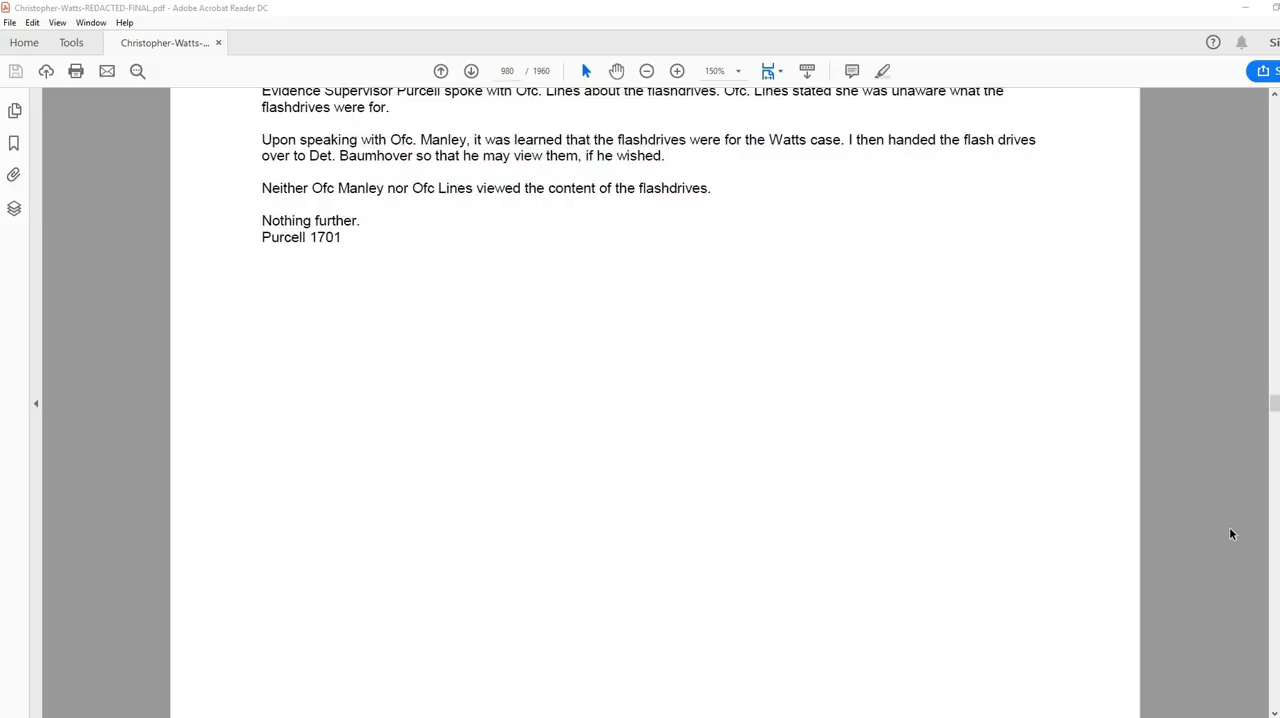 Christopher-Watts-REDACTED-FINAL.pdf - Adobe Acrobat Reader DC
File Edit View Window Help
Home Tools Christopher-Watts-... ×
980 / 1960 150%
Evidence Supervisor Purcell spoke with Ofc. Lines about the flashdrives. Ofc. Lines stated she was unaware what the
flashdrives were for.
Upon speaking with Ofc. Manley, it was learned that the flashdrives were for the Watts case. I then handed the flash drives
over to Det. Baumhover so that he may view them, if he wished.
Neither Ofc Manley nor Ofc Lines viewed the content of the flashdrives.
Nothing further.
Purcell 1701